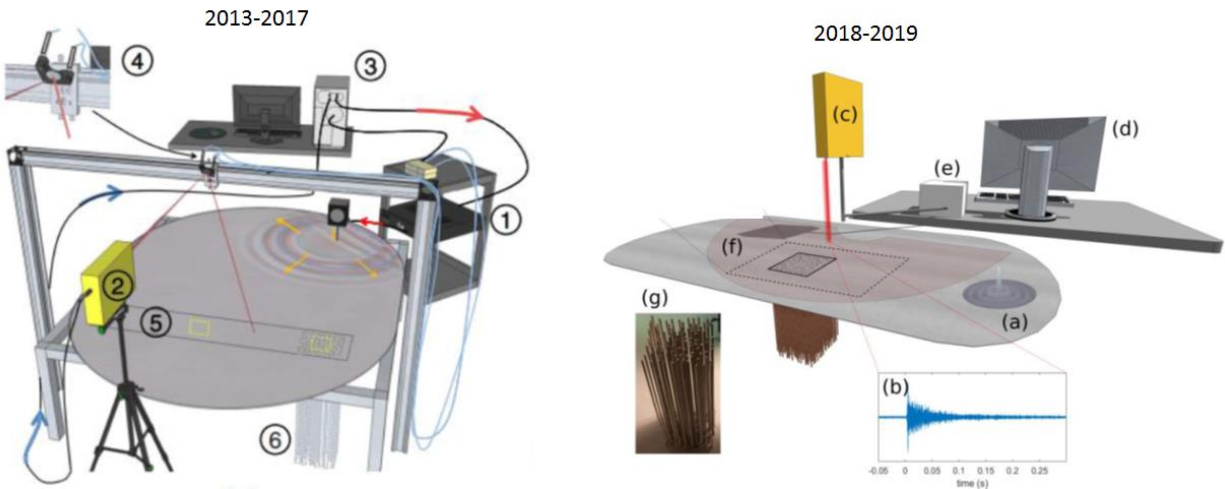 2013-2017
2018-2019
④
③
①
②
⑤
⑥
(c)
(d)
(e)
(f)
(g)
(a)
(b)
-0.05 0 0.05 0.1 0.15 0.2 0.25
time (s)